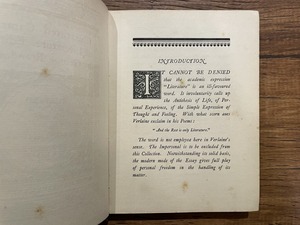 INTRODUCTION
IT CANNOT BE DENIED
that the academic expression
"Literature" is an ill-favoured
word. It involuntarily calls up
the Antithesis of Life, of Per-
sonal Experience, of the Simple Expression of
Thought and Feeling. With what scorn does
Verlaine exclaim in his Poems:
"And the Rest is only Literature."
The word is not employed here in Verlaine's
sense. The Impersonal is to be excluded from
this Collection. Notwithstanding its solid basis,
the modern mode of the Essay gives full play
of personal freedom in the handling of its
matter.